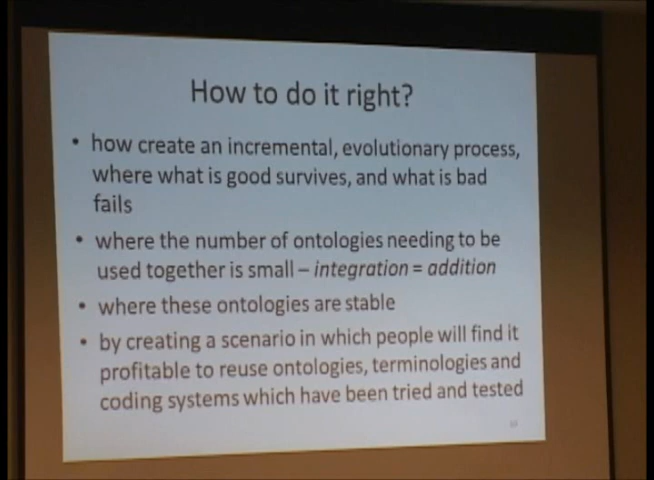 How to do it right?
• how create an incremental, evolutionary process,
where what is good survives, and what is bad
fails
• where the number of ontologies needing to be
used together is small – integration = addition
• where these ontologies are stable
• by creating a scenario in which people will find it
profitable to reuse ontologies, terminologies and
coding systems which have been tried and tested